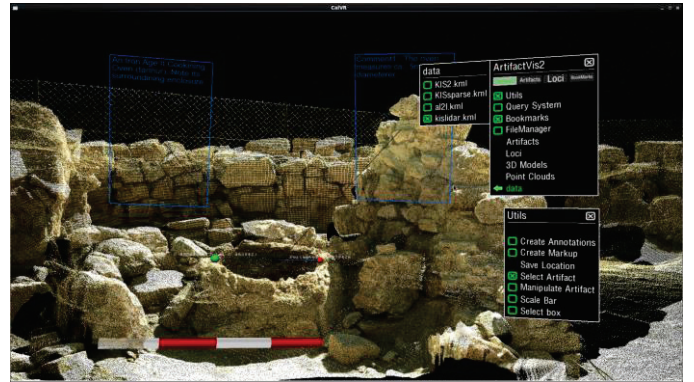 CalVR
data
KIS2.kml
KISsparse.kml
al2l.kml
kislidar.kml
ArtifactVis2
Artifacts
Loci
BookMarks
Utils
Query System
Bookmarks
FileManager
Artifacts
Loci
3D Models
Point Clouds
data
Utils
Create Annotations
Create Markup
Save Location
Select Artifact
Manipulate Artifact
Scale Bar
Select box